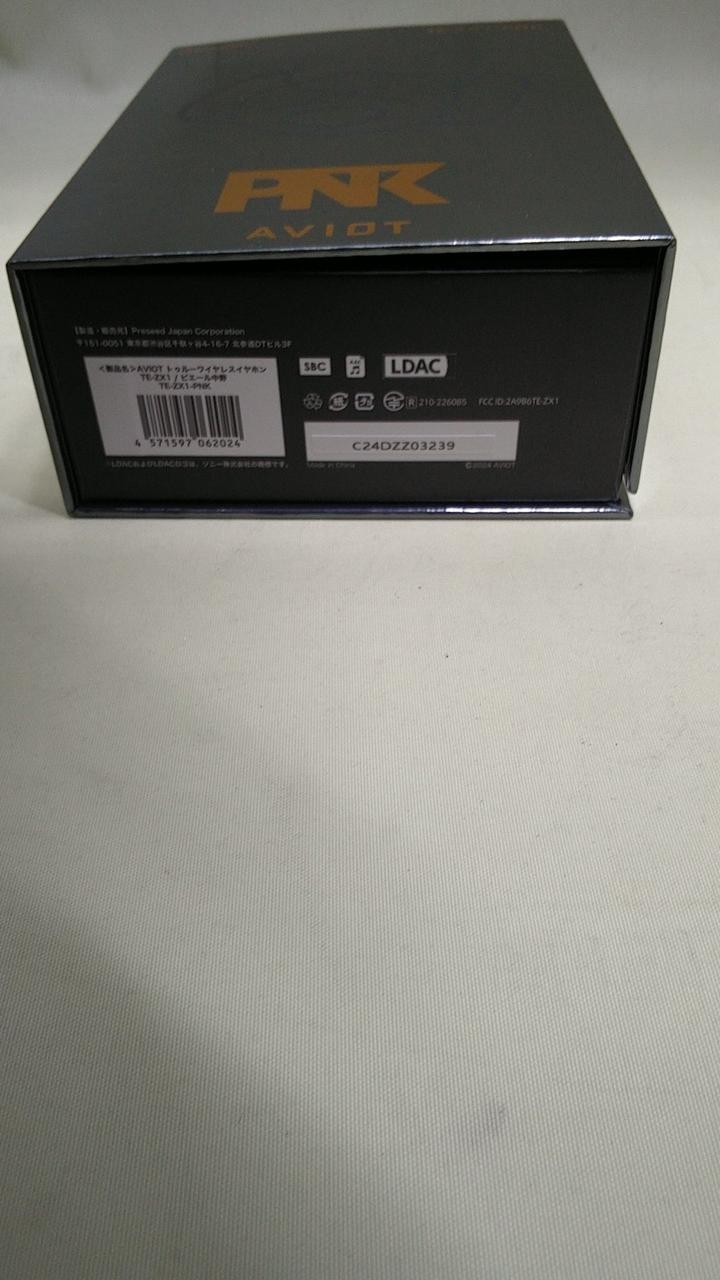 PNK
AVIOT
【製造・販売元】Preseed Japan Corporation
〒151-0051 東京都渋谷区千駄ヶ谷4-16-7 北参道DTビル3F
<製品名>AVIOT トゥルーワイヤレスイヤホン
TE-ZX1 / ピエール中野
TE-ZX1-PNK
4 571597 062024
SBC
AAC
LDAC
紙
プラ
R 210-226085 FCC ID:2A9B6TE-ZX1
C24DZZ03239
※LDACおよびLDACロゴは、ソニー株式会社の商標です。
Made in China
©2024 AVIOT